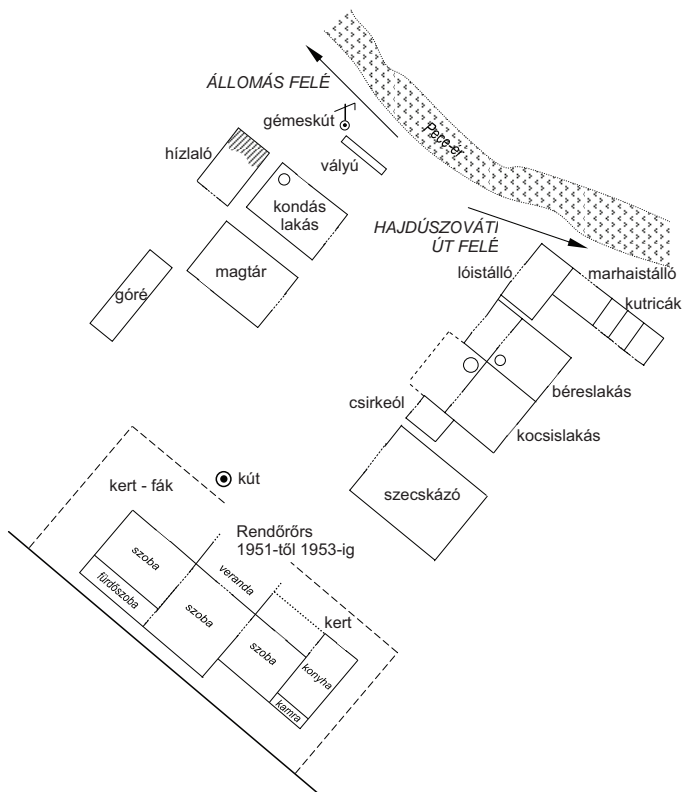 ÁLLOMÁS FELÉ
gémeskút
Pece-ér
hízlaló
vályú
kondás
lakás
HAJDÚSZOVÁTI
ÚT FELÉ
lóistálló
marhaistálló
kutricák
magtár
góré
béreslakás
csirkeól
kocsislakás
szecskázó
kert - fák
kút
Rendőrőrs
1951-től 1953-ig
szoba
veranda
fürdőszoba
szoba
szoba
kert
konyha
kamra